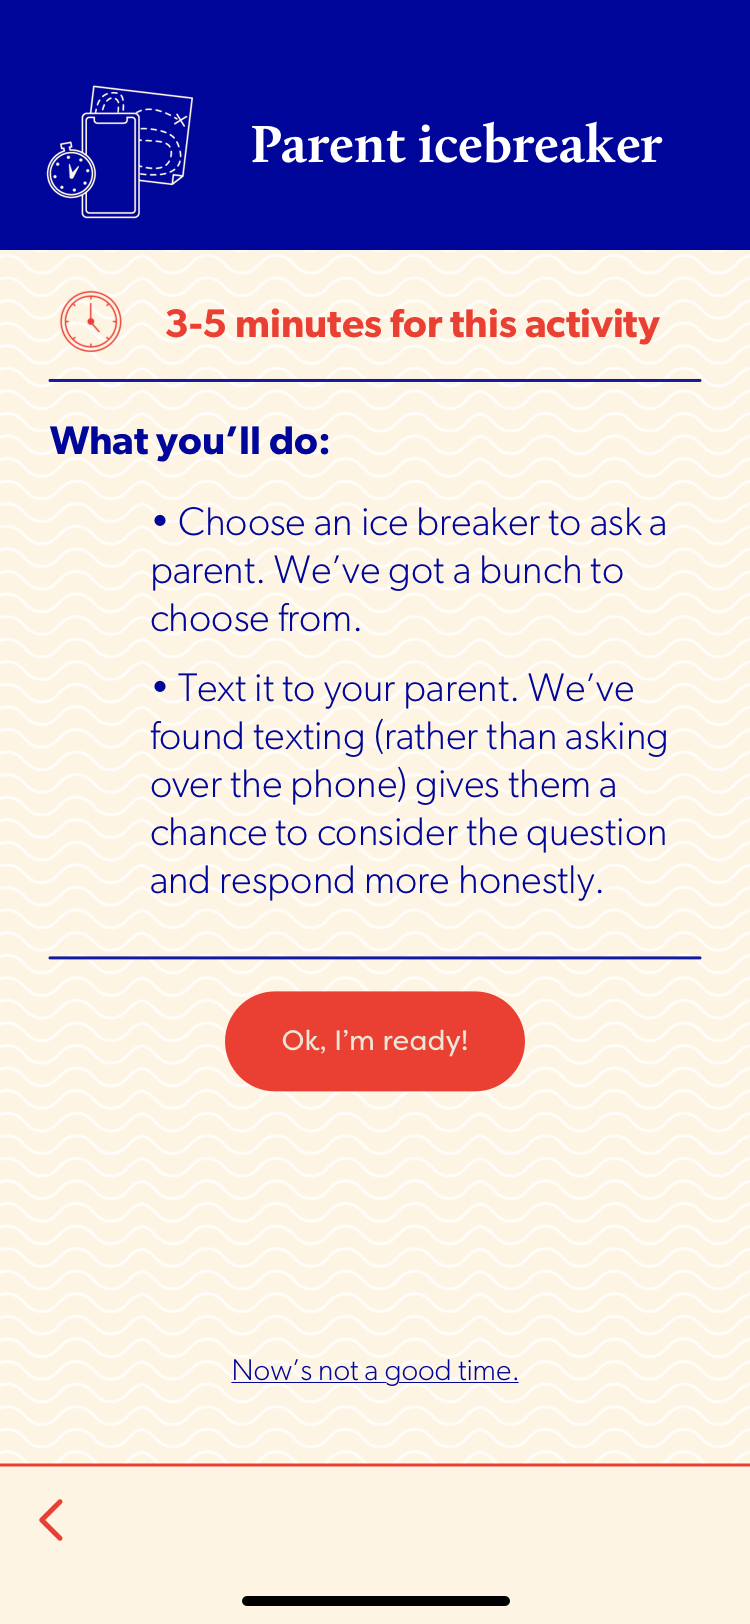 Parent icebreaker
3-5 minutes for this activity
What you’ll do:
• Choose an ice breaker to ask a
parent. We’ve got a bunch to
choose from.
• Text it to your parent. We’ve
found texting (rather than asking
over the phone) gives them a
chance to consider the question
and respond more honestly.
Ok, I’m ready!
Now’s not a good time.